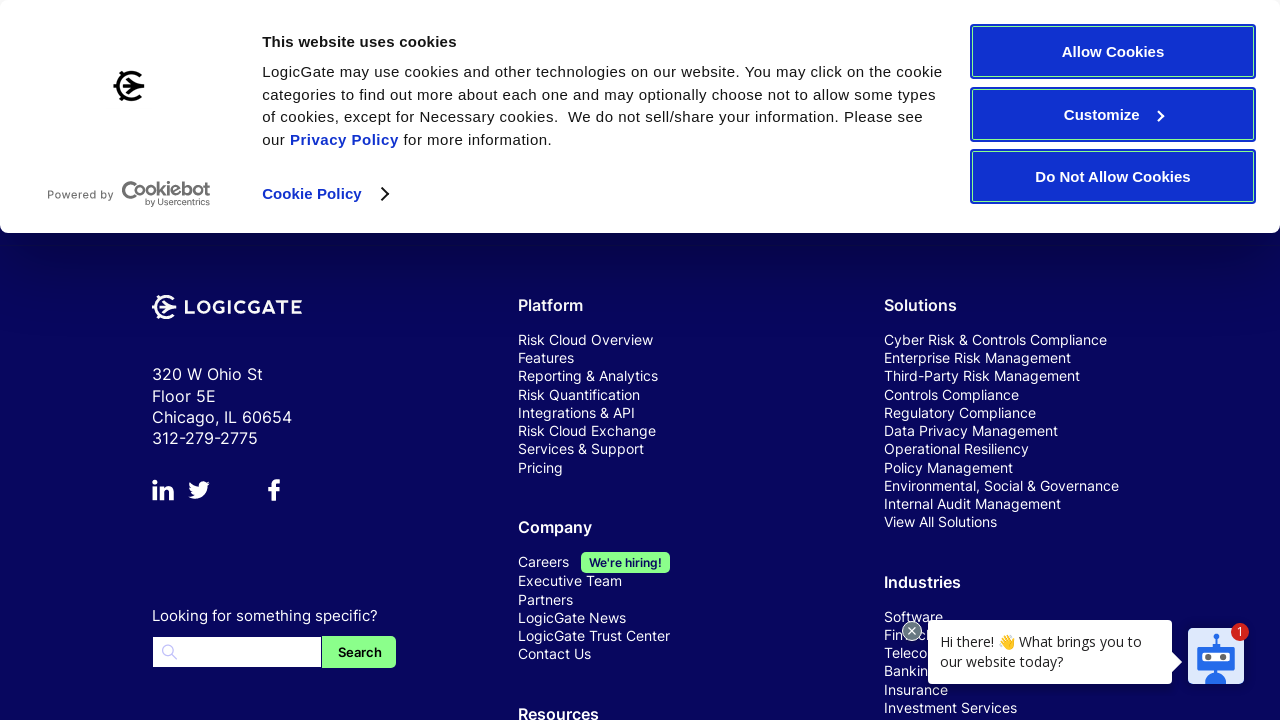 This website uses cookies
LogicGate may use cookies and other technologies on our website. You may click on the cookie
categories to find out more about each one and may optionally choose not to allow some types
of cookies, except for Necessary cookies.  We do not sell/share your information. Please see
our Privacy Policy for more information.
Cookie Policy
Powered by Cookiebot
by Usercentrics
Allow Cookies
Customize
Do Not Allow Cookies
LOGICGATE
320 W Ohio St
Floor 5E
Chicago, IL 60654
312-279-2775
Looking for something specific?
Search
Platform
Risk Cloud Overview
Features
Reporting & Analytics
Risk Quantification
Integrations & API
Risk Cloud Exchange
Services & Support
Pricing
Company
Careers We're hiring!
Executive Team
Partners
LogicGate News
LogicGate Trust Center
Contact Us
Resources
Solutions
Cyber Risk & Controls Compliance
Enterprise Risk Management
Third-Party Risk Management
Controls Compliance
Regulatory Compliance
Data Privacy Management
Operational Resiliency
Policy Management
Environmental, Social & Governance
Internal Audit Management
View All Solutions
Industries
Software
Insurance
Investment Services
Hi there! 👋 What brings you to
our website today?
1